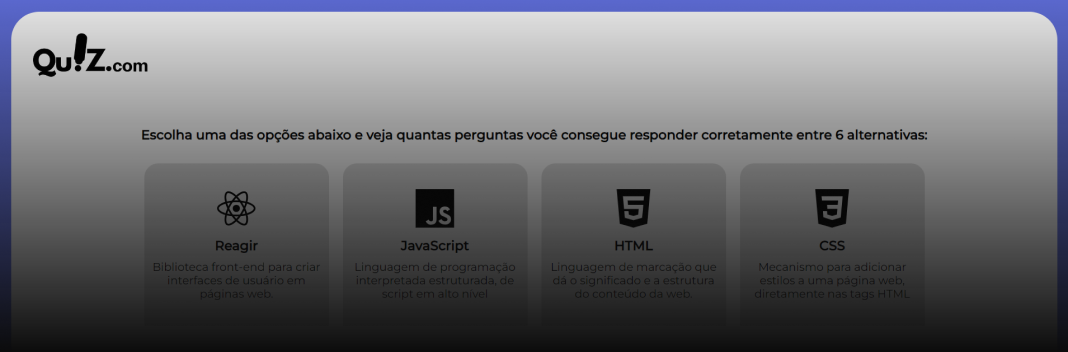 Qu!Z.com
Escolha uma das opções abaixo e veja quantas perguntas você consegue responder corretamente entre 6 alternativas:
JS
5
3
Reagir
JavaScript
HTML
CSS
Biblioteca front-end para criar
interfaces de usuário em
páginas web.
Linguagem de programação
interpretada estruturada, de
script em alto nível
Linguagem de marcação que
dá o significado e a estrutura
do conteúdo da web.
Mecanismo para adicionar
estilos a uma página web,
diretamente nas tags HTML